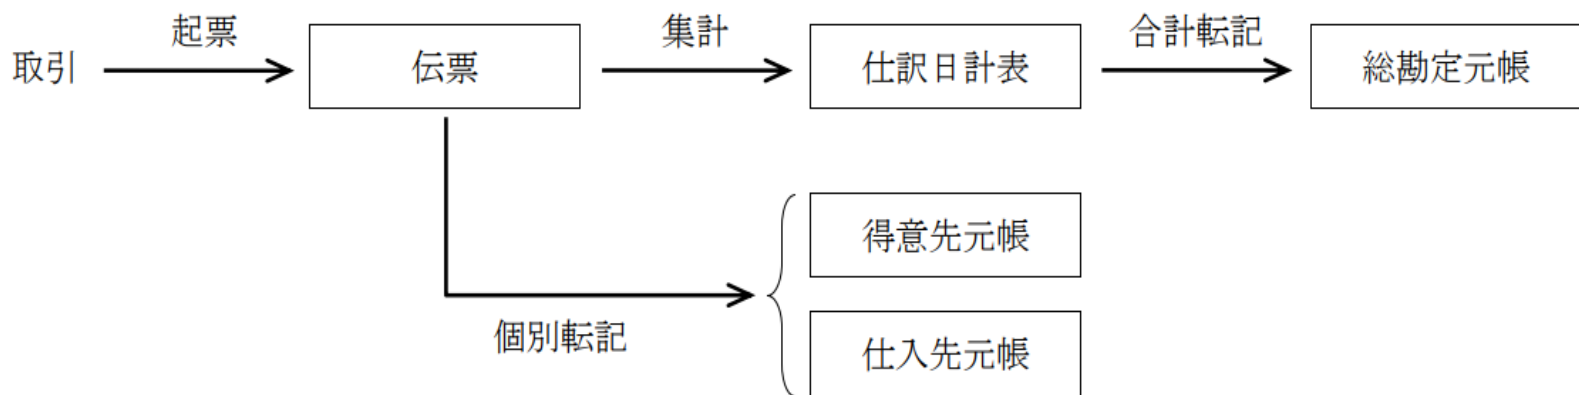 取引
起票
伝票
集計
仕訳日計表
合計転記
総勘定元帳
個別転記
得意先元帳
仕入先元帳